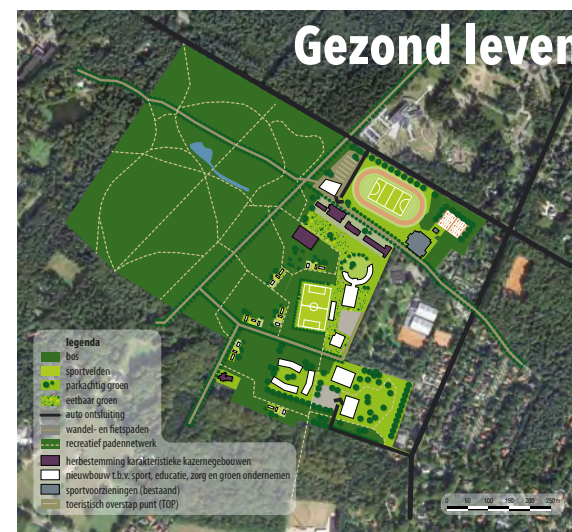 Gezond leven
legenda
bos
sportvelden
parkachtig groen
eetbaar groen
auto ontsluiting
wandel- en fietspaden
recreatief padennetwerk
herbestemming karakteristieke kazernegebouwen
nieuwbouw t.b.v. sport, educatie, zorg en groen ondernemen
sportvoorzieningen (bestaand)
toeristisch overstap punt (TOP)
0 50 100 150 200 250 m